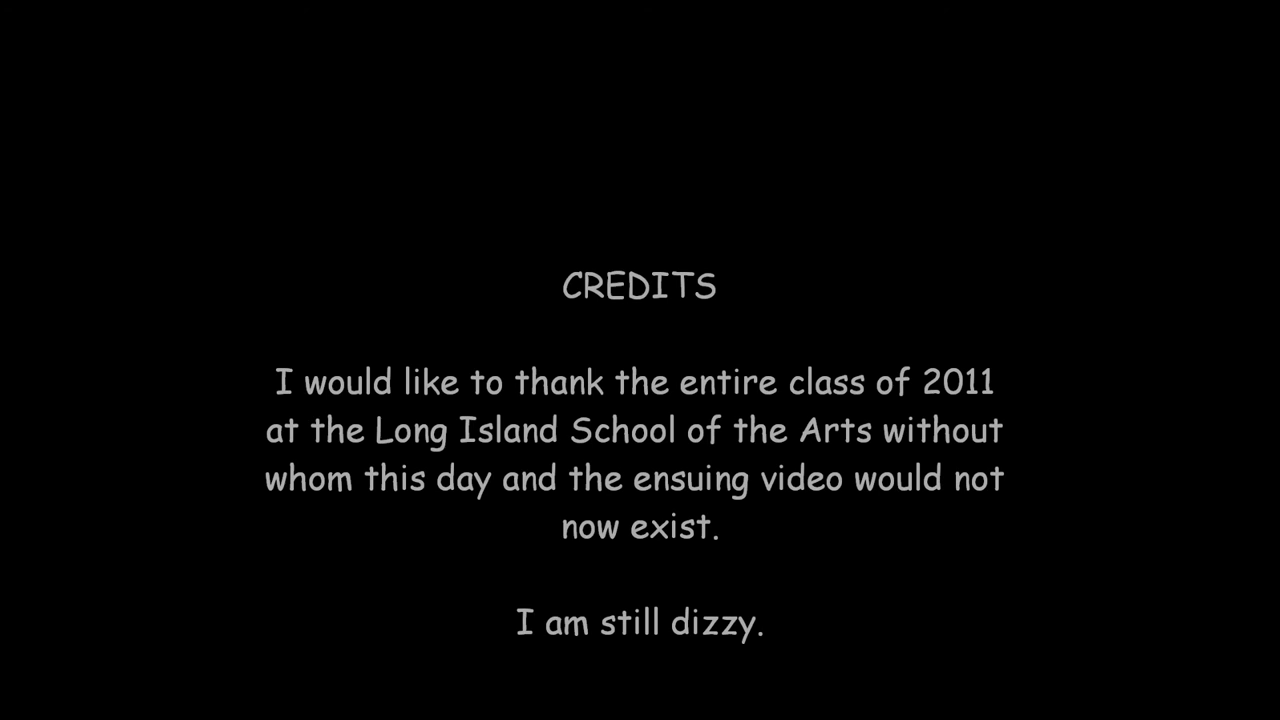 CREDITS
I would like to thank the entire class of 2011
at the Long Island School of the Arts without
whom this day and the ensuing video would not
now exist.
I am still dizzy.